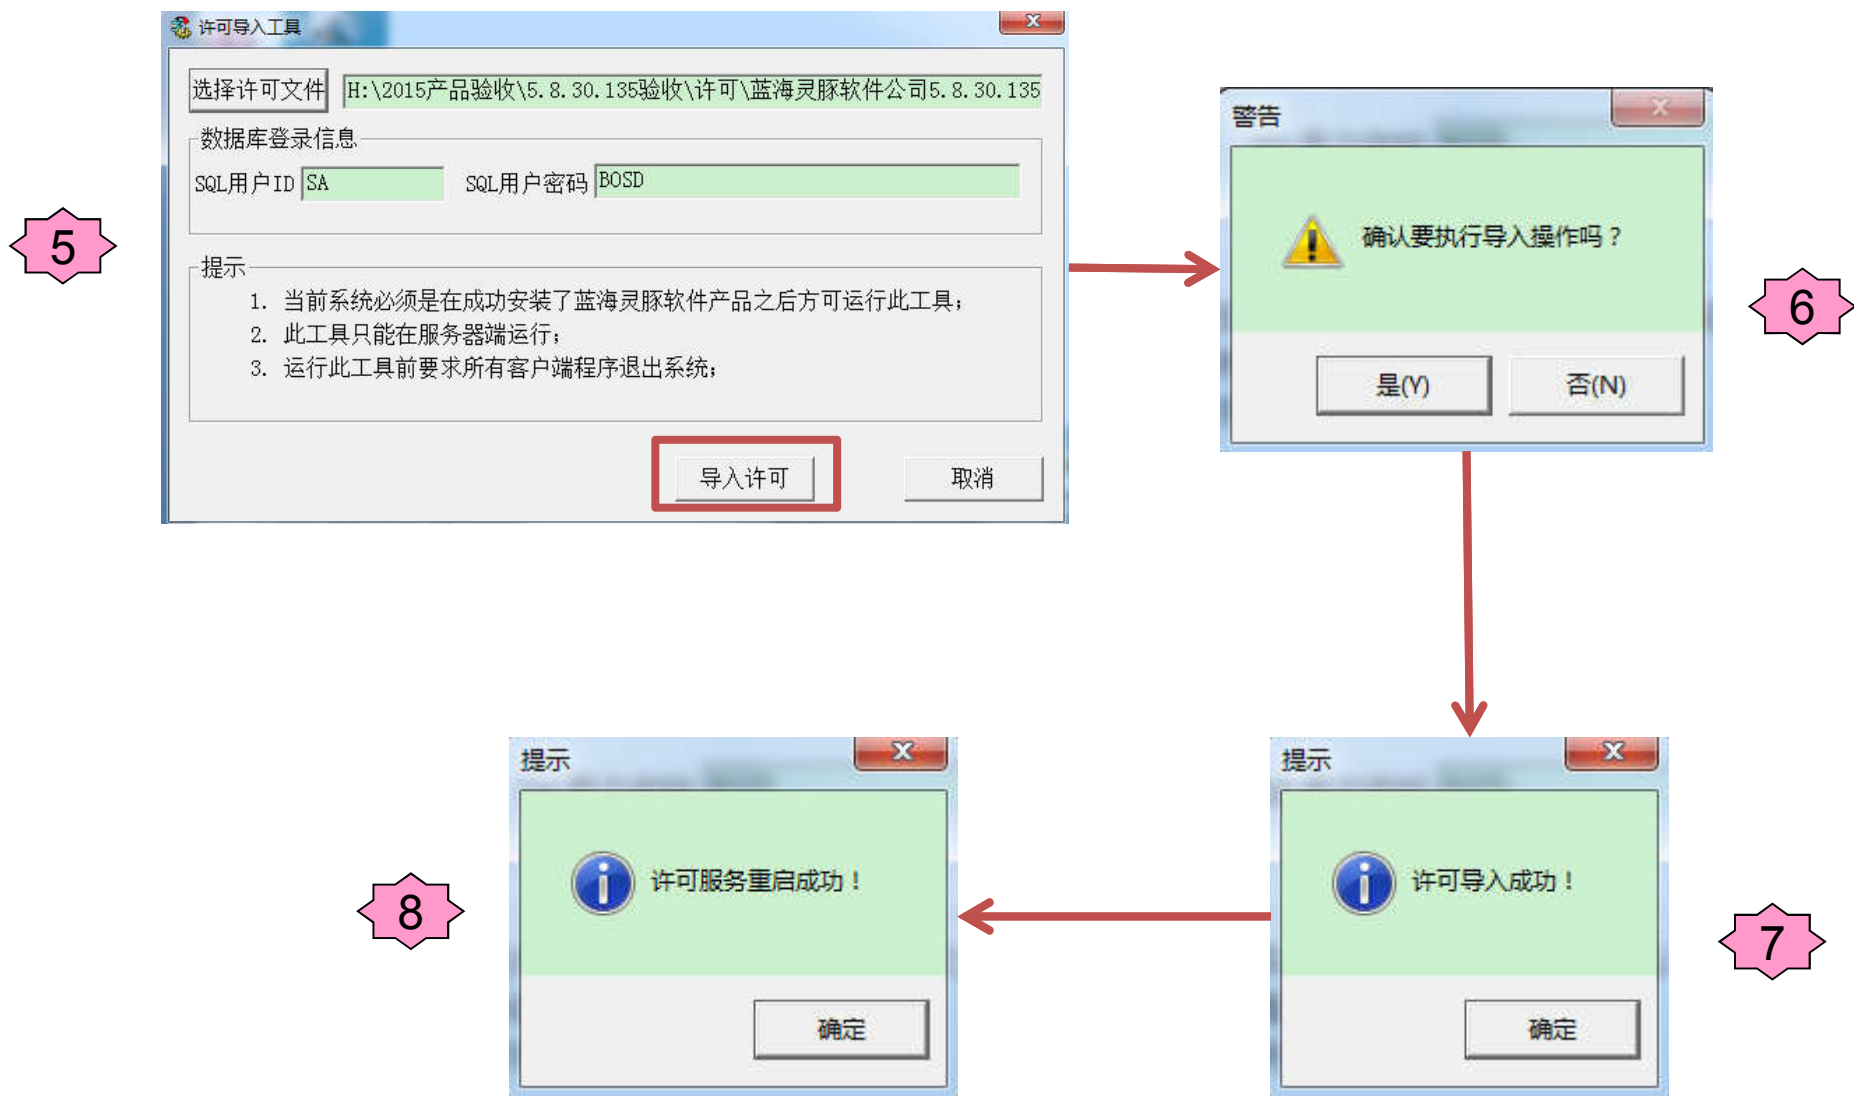 许可导入工具
选择许可文件 H:\2015产品验收\5.8.30.135验收\许可\蓝海灵豚软件公司5.8.30.135
数据库登录信息
SQL用户ID SA SQL用户密码 BOSD
提示
1. 当前系统必须是在成功安装了蓝海灵豚软件产品之后方可运行此工具;
2. 此工具只能在服务器端运行;
3. 运行此工具前要求所有客户端程序退出系统;
导入许可 取消
5
警告
确认要执行导入操作吗？
是(Y) 否(N)
6
提示
许可导入成功！
确定
7
提示
许可服务重启成功！
确定
8